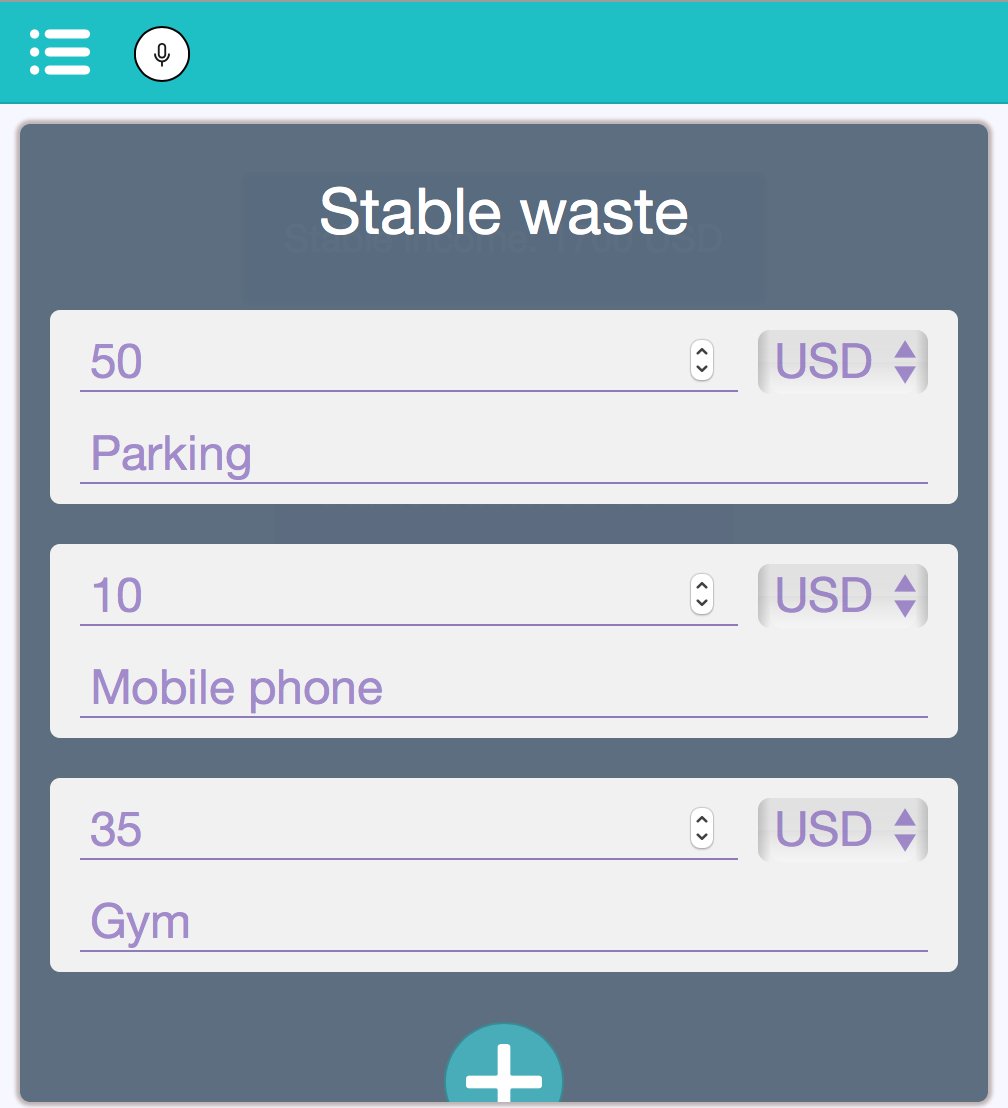 Stable waste
50 USD
Parking
10 USD
Mobile phone
35 USD
Gym